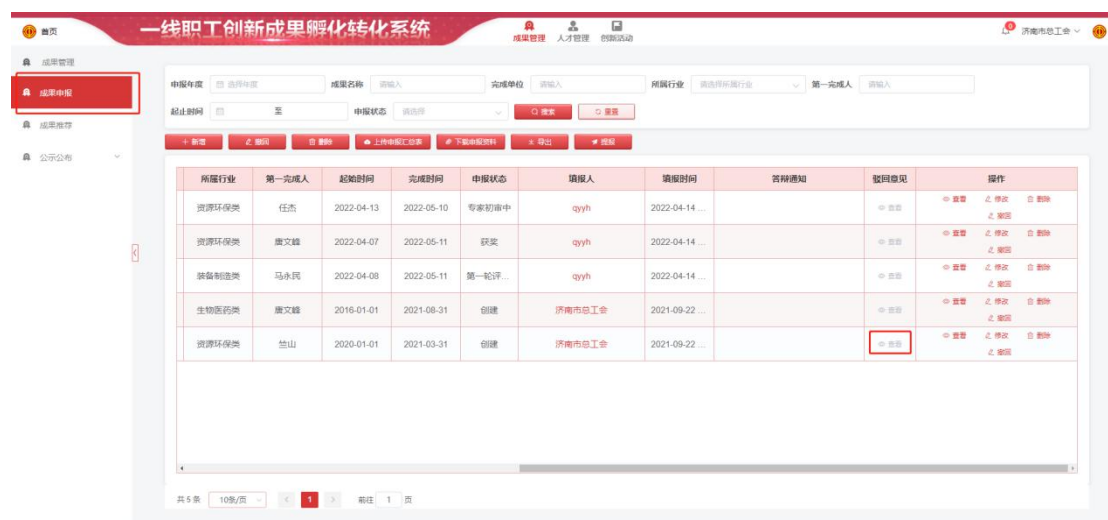 首页 一线职工创新成果孵化转化系统 成果管理 人才管理 创新活动 济南市总工会
成果管理
成果申报
成果推荐
公示公布
申报年度 选择年度 成果名称 请输入 完成单位 请输入 所属行业 请选择所属行业 第一完成人 请输入
起止时间 至 申报状态 请选择 搜索 重置
+ 新增 撤回 删除 上传申报汇总表 下载申报资料 导出 提报
所属行业 第一完成人 起始时间 完成时间 申报状态 填报人 填报时间 答辩通知 驳回意见 操作
资源环保类 任杰 2022-04-13 2022-05-10 专家初审中 qyyh 2022-04-14 ... 查看 查看 修改 删除
撤回
资源环保类 唐文峰 2022-04-07 2022-05-11 获奖 qyyh 2022-04-14 ... 查看 查看 修改 删除
撤回
装备制造类 马永民 2022-04-08 2022-05-11 第一轮评... qyyh 2022-04-14 ... 查看 查看 修改 删除
撤回
生物医药类 唐文峰 2016-01-01 2021-08-31 创建 济南市总工会 2021-09-22 ... 查看 查看 修改 删除
撤回
资源环保类 竺山 2020-01-01 2021-03-31 创建 济南市总工会 2021-09-22 ... 查看 查看 修改 删除
撤回
共 5 条 10条/页 < 1 > 前往 1 页